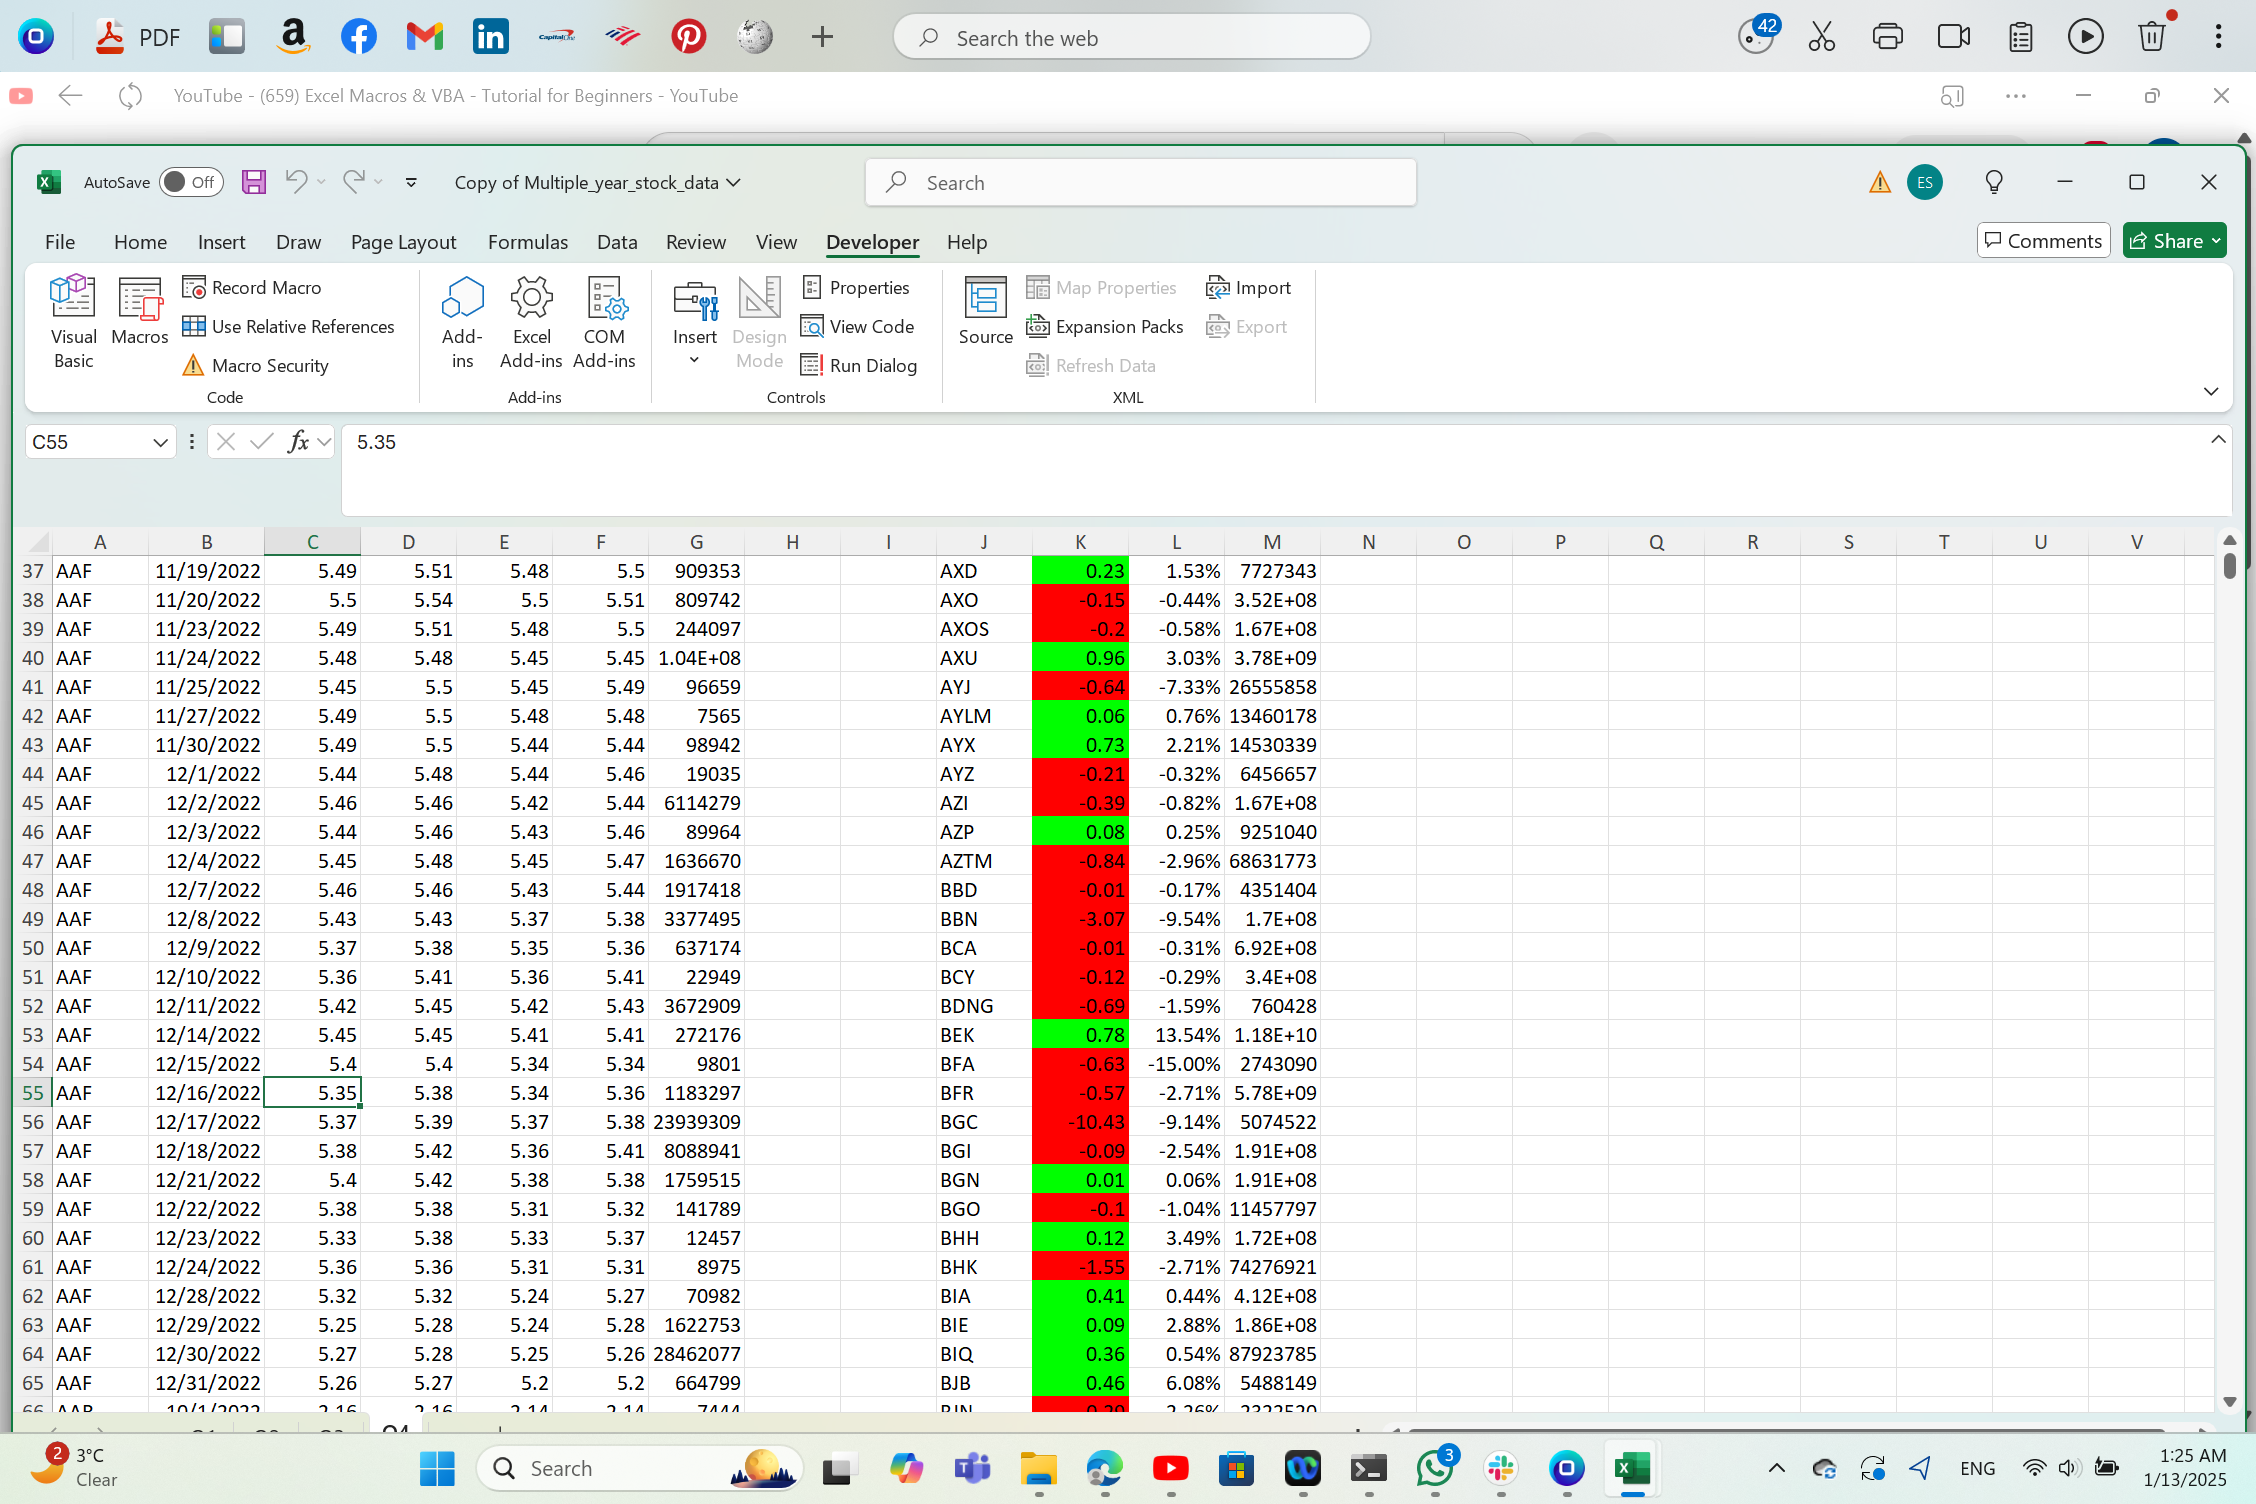 PDF
Search the web
42
YouTube - (659) Excel Macros & VBA - Tutorial for Beginners - YouTube
AutoSave Off
Copy of Multiple_year_stock_data
Search
ES
File Home Insert Draw Page Layout Formulas Data Review View Developer Help
Comments Share
Visual Basic
Macros
Record Macro
Use Relative References
Macro Security
Code
Add-ins
Excel Add-ins
COM Add-ins
Add-ins
Insert
Design Mode
Properties
View Code
Run Dialog
Controls
Source
Map Properties
Expansion Packs
Refresh Data
Import
Export
XML
C55 fx 5.35
A B C D E F G H I J K L M N O P Q R S T U V
37 AAF 11/19/2022 5.49 5.51 5.48 5.5 909353 AXD 0.23 1.53% 7727343
38 AAF 11/20/2022 5.5 5.54 5.5 5.51 809742 AXO -0.15 -0.44% 3.52E+08
39 AAF 11/23/2022 5.49 5.51 5.48 5.5 244097 AXOS -0.2 -0.58% 1.67E+08
40 AAF 11/24/2022 5.48 5.48 5.45 5.45 1.04E+08 AXU 0.96 3.03% 3.78E+09
41 AAF 11/25/2022 5.45 5.5 5.45 5.49 96659 AYJ -0.64 -7.33% 26555858
42 AAF 11/27/2022 5.49 5.5 5.48 5.48 7565 AYLM 0.06 0.76% 13460178
43 AAF 11/30/2022 5.49 5.5 5.44 5.44 98942 AYX 0.73 2.21% 14530339
44 AAF 12/1/2022 5.44 5.48 5.44 5.46 19035 AYZ -0.21 -0.32% 6456657
45 AAF 12/2/2022 5.46 5.46 5.42 5.44 6114279 AZI -0.39 -0.82% 1.67E+08
46 AAF 12/3/2022 5.44 5.46 5.43 5.46 89964 AZP 0.08 0.25% 9251040
47 AAF 12/4/2022 5.45 5.48 5.45 5.47 1636670 AZTM -0.84 -2.96% 68631773
48 AAF 12/7/2022 5.46 5.46 5.43 5.44 1917418 BBD -0.01 -0.17% 4351404
49 AAF 12/8/2022 5.43 5.43 5.37 5.38 3377495 BBN -3.07 -9.54% 1.7E+08
50 AAF 12/9/2022 5.37 5.38 5.35 5.36 637174 BCA -0.01 -0.31% 6.92E+08
51 AAF 12/10/2022 5.36 5.41 5.36 5.41 22949 BCY -0.12 -0.29% 3.4E+08
52 AAF 12/11/2022 5.42 5.45 5.42 5.43 3672909 BDNG -0.69 -1.59% 760428
53 AAF 12/14/2022 5.45 5.45 5.41 5.41 272176 BEK 0.78 13.54% 1.18E+10
54 AAF 12/15/2022 5.4 5.4 5.34 5.34 9801 BFA -0.63 -15.00% 2743090
55 AAF 12/16/2022 5.35 5.38 5.34 5.36 1183297 BFR -0.57 -2.71% 5.78E+09
56 AAF 12/17/2022 5.37 5.39 5.37 5.38 23939309 BGC -10.43 -9.14% 5074522
57 AAF 12/18/2022 5.38 5.42 5.36 5.41 8088941 BGI -0.09 -2.54% 1.91E+08
58 AAF 12/21/2022 5.4 5.42 5.38 5.38 1759515 BGN 0.01 0.06% 1.91E+08
59 AAF 12/22/2022 5.38 5.38 5.31 5.32 141789 BGO -0.1 -1.04% 11457797
60 AAF 12/23/2022 5.33 5.38 5.33 5.37 12457 BHH 0.12 3.49% 1.72E+08
61 AAF 12/24/2022 5.36 5.36 5.31 5.31 8975 BHK -1.55 -2.71% 74276921
62 AAF 12/28/2022 5.32 5.32 5.24 5.27 70982 BIA 0.41 0.44% 4.12E+08
63 AAF 12/29/2022 5.25 5.28 5.24 5.28 1622753 BIE 0.09 2.88% 1.86E+08
64 AAF 12/30/2022 5.27 5.28 5.25 5.26 28462077 BIQ 0.36 0.54% 87923785
65 AAF 12/31/2022 5.26 5.27 5.2 5.2 664799 BJB 0.46 6.08% 5488149
2 3°C
Clear
Search
3
ENG
1:25 AM
1/13/2025